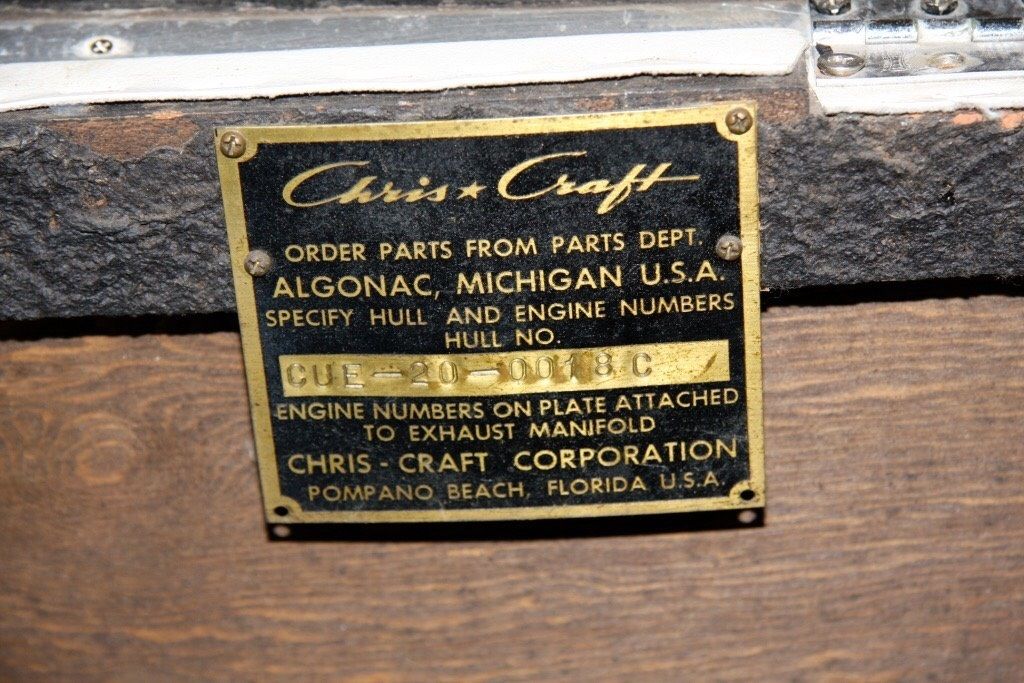 Chris★Craft
ORDER PARTS FROM PARTS DEPT.
ALGONAC, MICHIGAN U.S.A.
SPECIFY HULL AND ENGINE NUMBERS
HULL NO.
CUE-20-0018C
ENGINE NUMBERS ON PLATE ATTACHED
TO EXHAUST MANIFOLD
CHRIS-CRAFT CORPORATION
POMPANO BEACH, FLORIDA U.S.A.